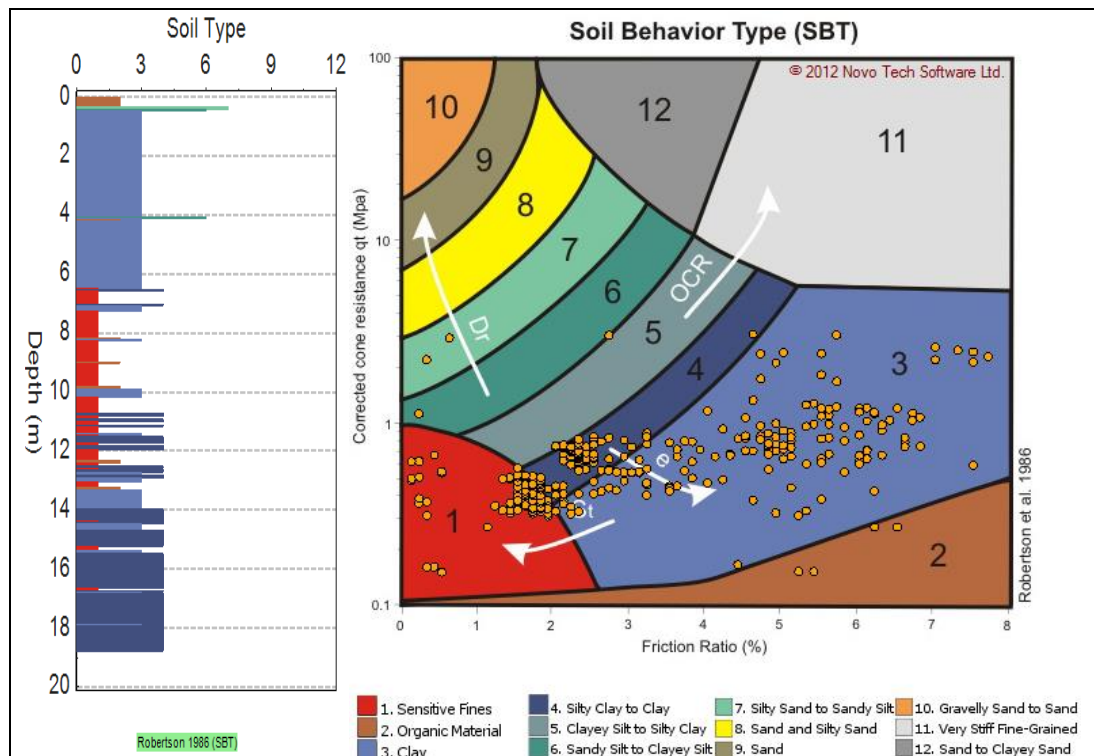 Soil Type
0 3 6 9 12
0
2
4
6
8
10
12
14
16
18
20
Depth (m)
Robertson 1986 (SBT)
Soil Behavior Type (SBT)
© 2012 Novo Tech Software Ltd.
100
10
1
0.1
Corrected cone resistance qt (Mpa)
10
9
8
7
6
5
4
3
2
1
12
11
Dr
OCR
e
St
0 1 2 3 4 5 6 7 8
Friction Ratio (%)
Robertson et al. 1986
1. Sensitive Fines
2. Organic Material
3. Clay
4. Silty Clay to Clay
5. Clayey Silt to Silty Clay
6. Sandy Silt to Clayey Silt
7. Silty Sand to Sandy Silt
8. Sand and Silty Sand
9. Sand
10. Gravelly Sand to Sand
11. Very Stiff Fine-Grained
12. Sand to Clayey Sand